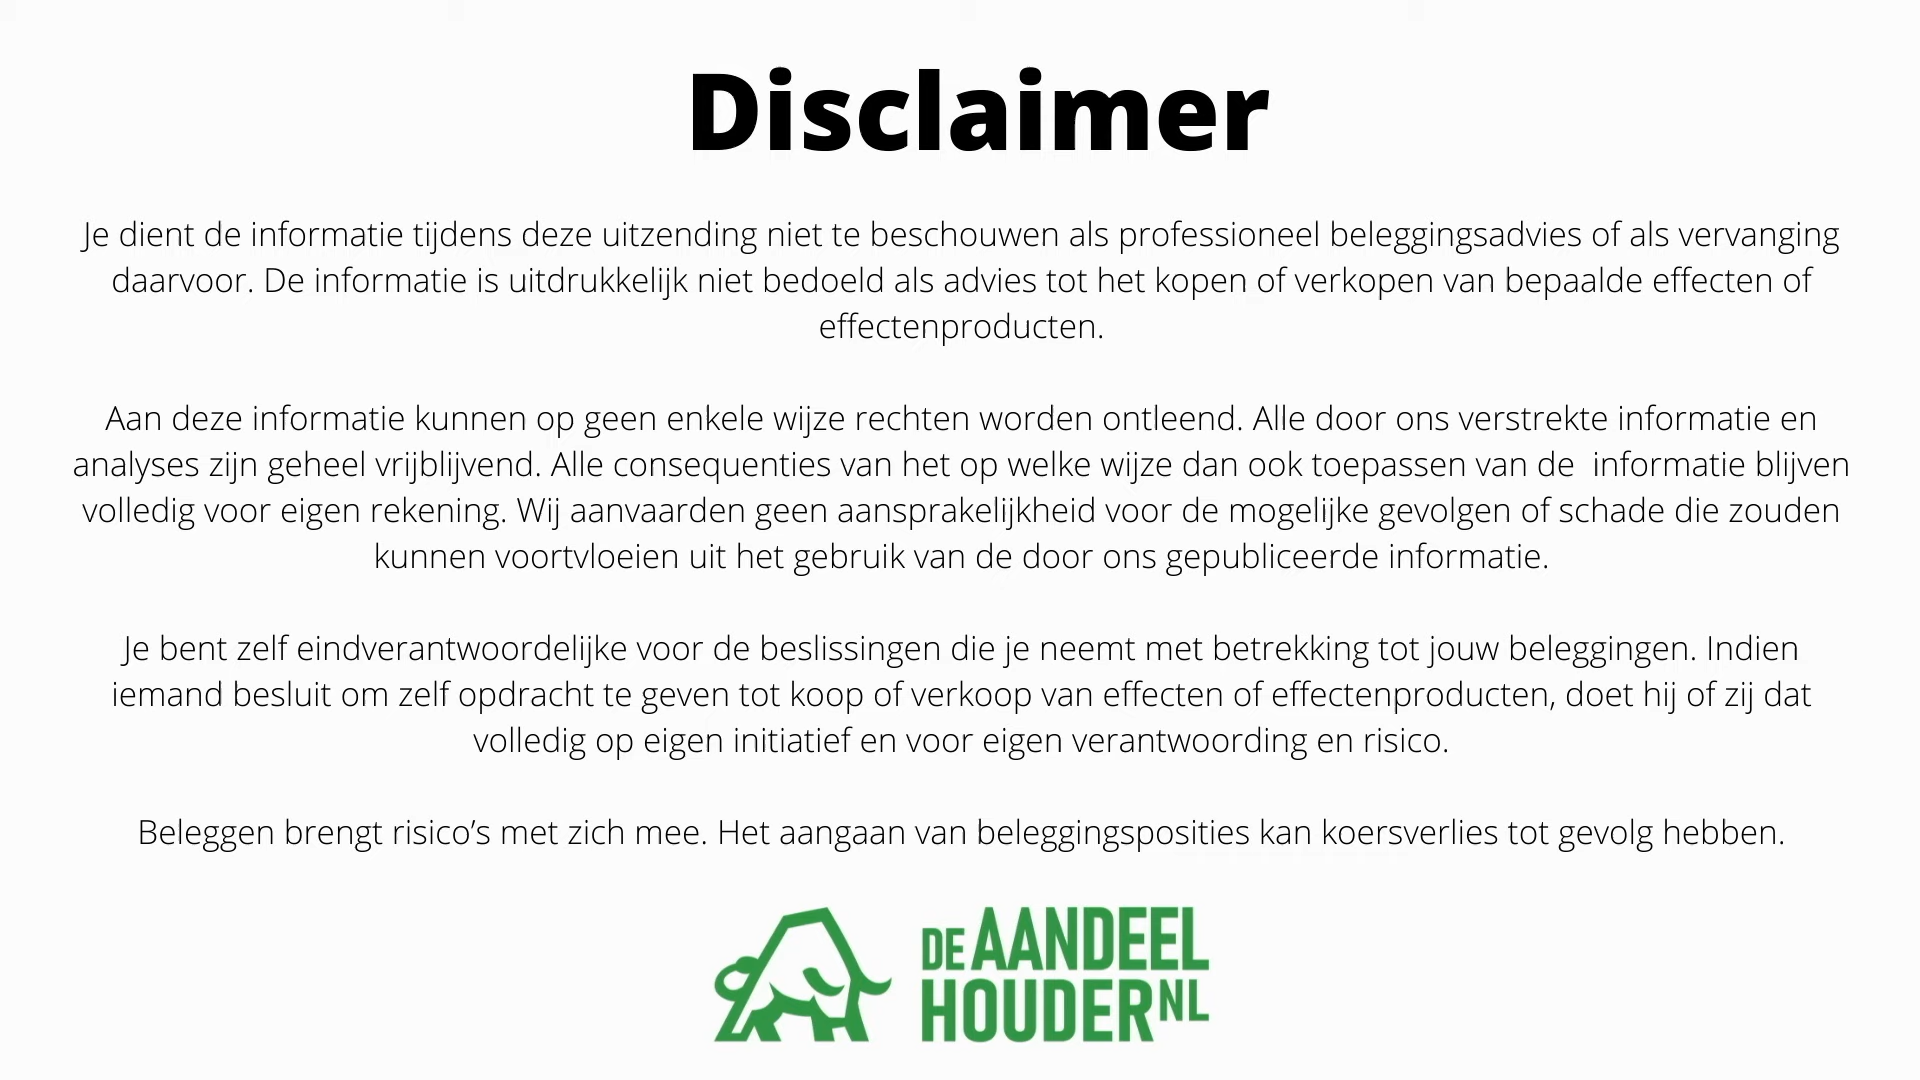 Disclaimer
Je dient de informatie tijdens deze uitzending niet te beschouwen als professioneel beleggingsadvies of als vervanging
daarvoor. De informatie is uitdrukkelijk niet bedoeld als advies tot het kopen of verkopen van bepaalde effecten of
effectenproducten.
Aan deze informatie kunnen op geen enkele wijze rechten worden ontleend. Alle door ons verstrekte informatie en
analyses zijn geheel vrijblijvend. Alle consequenties van het op welke wijze dan ook toepassen van de  informatie blijven
volledig voor eigen rekening. Wij aanvaarden geen aansprakelijkheid voor de mogelijke gevolgen of schade die zouden
kunnen voortvloeien uit het gebruik van de door ons gepubliceerde informatie.
Je bent zelf eindverantwoordelijke voor de beslissingen die je neemt met betrekking tot jouw beleggingen. Indien
iemand besluit om zelf opdracht te geven tot koop of verkoop van effecten of effectenproducten, doet hij of zij dat
volledig op eigen initiatief en voor eigen verantwoording en risico.
Beleggen brengt risico’s met zich mee. Het aangaan van beleggingsposities kan koersverlies tot gevolg hebben.
DE AANDEEL
HOUDER NL